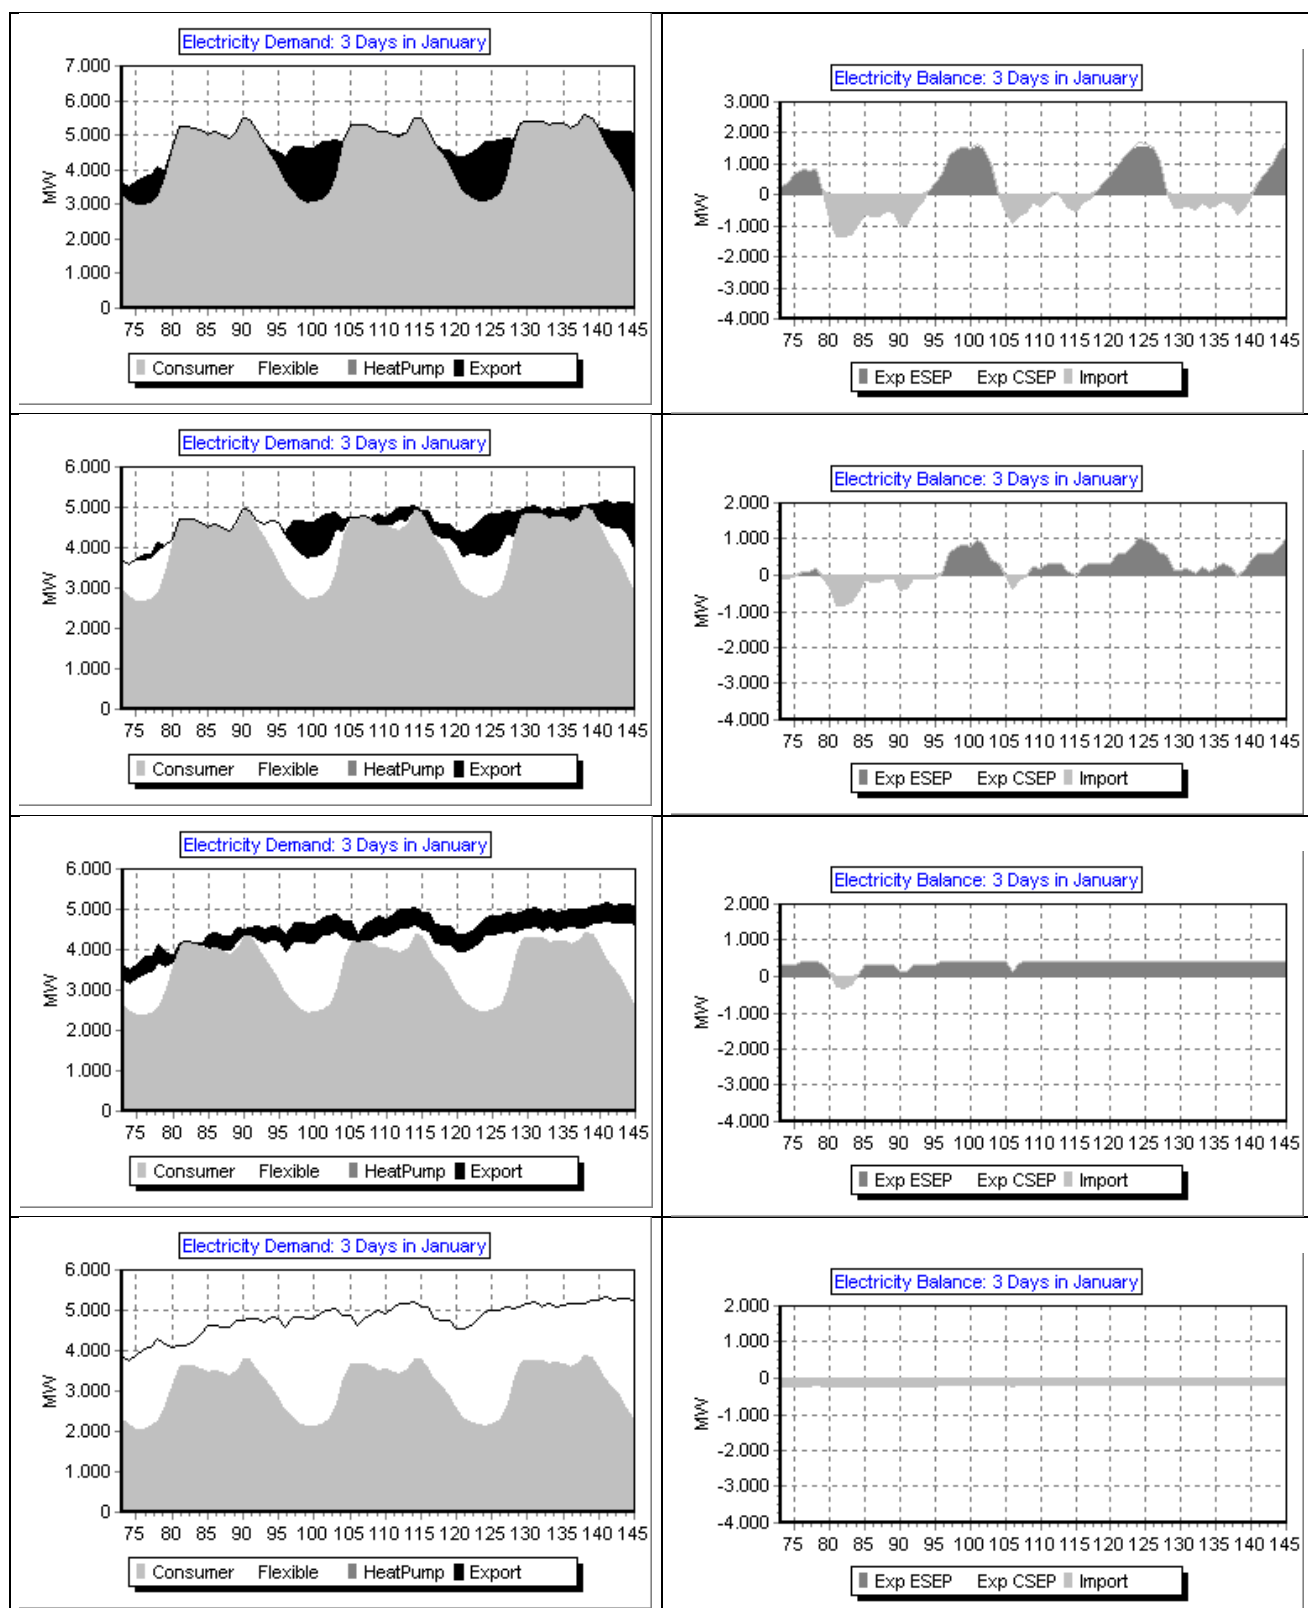 Electricity Demand: 3 Days in January
7.000
6.000
5.000
4.000
3.000
2.000
1.000
0
MW
75 80 85 90 95 100 105 110 115 120 125 130 135 140 145
Consumer Flexible HeatPump Export
Electricity Balance: 3 Days in January
3.000
2.000
1.000
0
-1.000
-2.000
-3.000
-4.000
MW
75 80 85 90 95 100 105 110 115 120 125 130 135 140 145
Exp ESEP Exp CSEP Import
Electricity Demand: 3 Days in January
6.000
5.000
4.000
3.000
2.000
1.000
0
MW
75 80 85 90 95 100 105 110 115 120 125 130 135 140 145
Consumer Flexible HeatPump Export
Electricity Balance: 3 Days in January
2.000
1.000
0
-1.000
-2.000
-3.000
-4.000
MW
75 80 85 90 95 100 105 110 115 120 125 130 135 140 145
Exp ESEP Exp CSEP Import
Electricity Demand: 3 Days in January
6.000
5.000
4.000
3.000
2.000
1.000
0
MW
75 80 85 90 95 100 105 110 115 120 125 130 135 140 145
Consumer Flexible HeatPump Export
Electricity Balance: 3 Days in January
2.000
1.000
0
-1.000
-2.000
-3.000
-4.000
MW
75 80 85 90 95 100 105 110 115 120 125 130 135 140 145
Exp ESEP Exp CSEP Import
Electricity Demand: 3 Days in January
6.000
5.000
4.000
3.000
2.000
1.000
0
MW
75 80 85 90 95 100 105 110 115 120 125 130 135 140 145
Consumer Flexible HeatPump Export
Electricity Balance: 3 Days in January
2.000
1.000
0
-1.000
-2.000
-3.000
-4.000
MW
75 80 85 90 95 100 105 110 115 120 125 130 135 140 145
Exp ESEP Exp CSEP Import